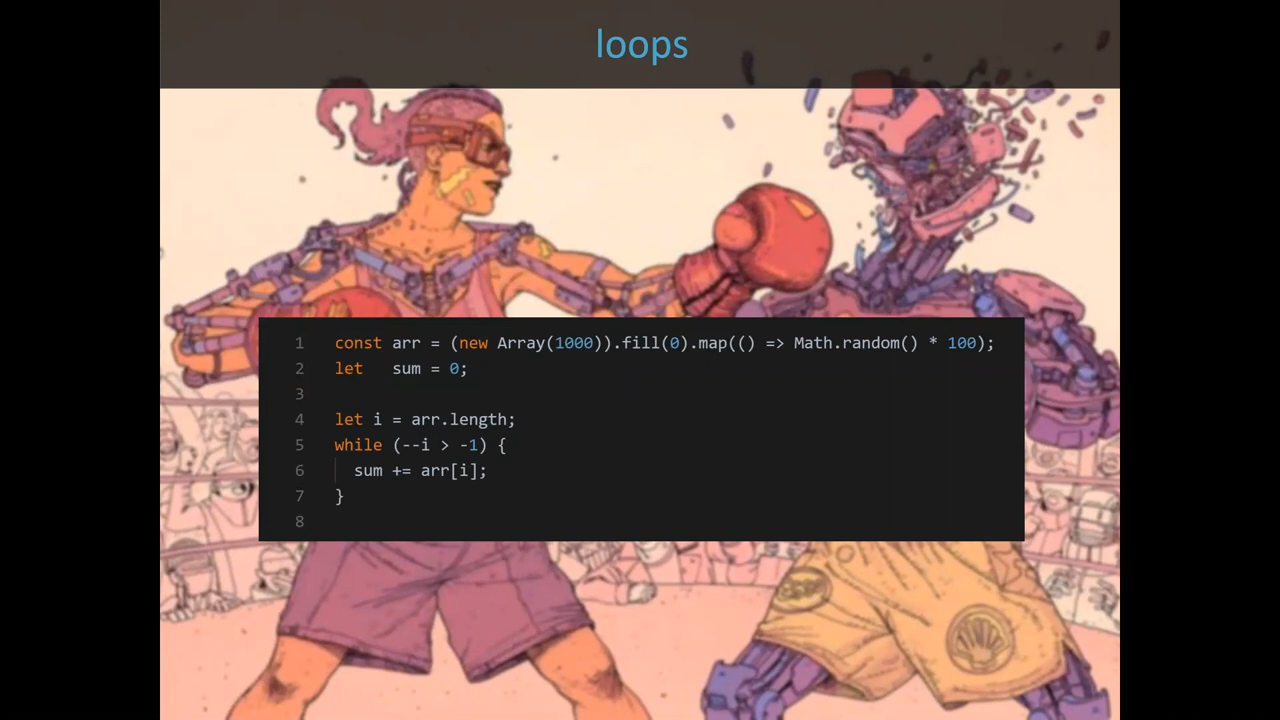 loops
1 const arr = (new Array(1000)).fill(0).map(() => Math.random() * 100);
2 let   sum = 0;
3
4 let i = arr.length;
5 while (--i > -1) {
6   sum += arr[i];
7 }
8